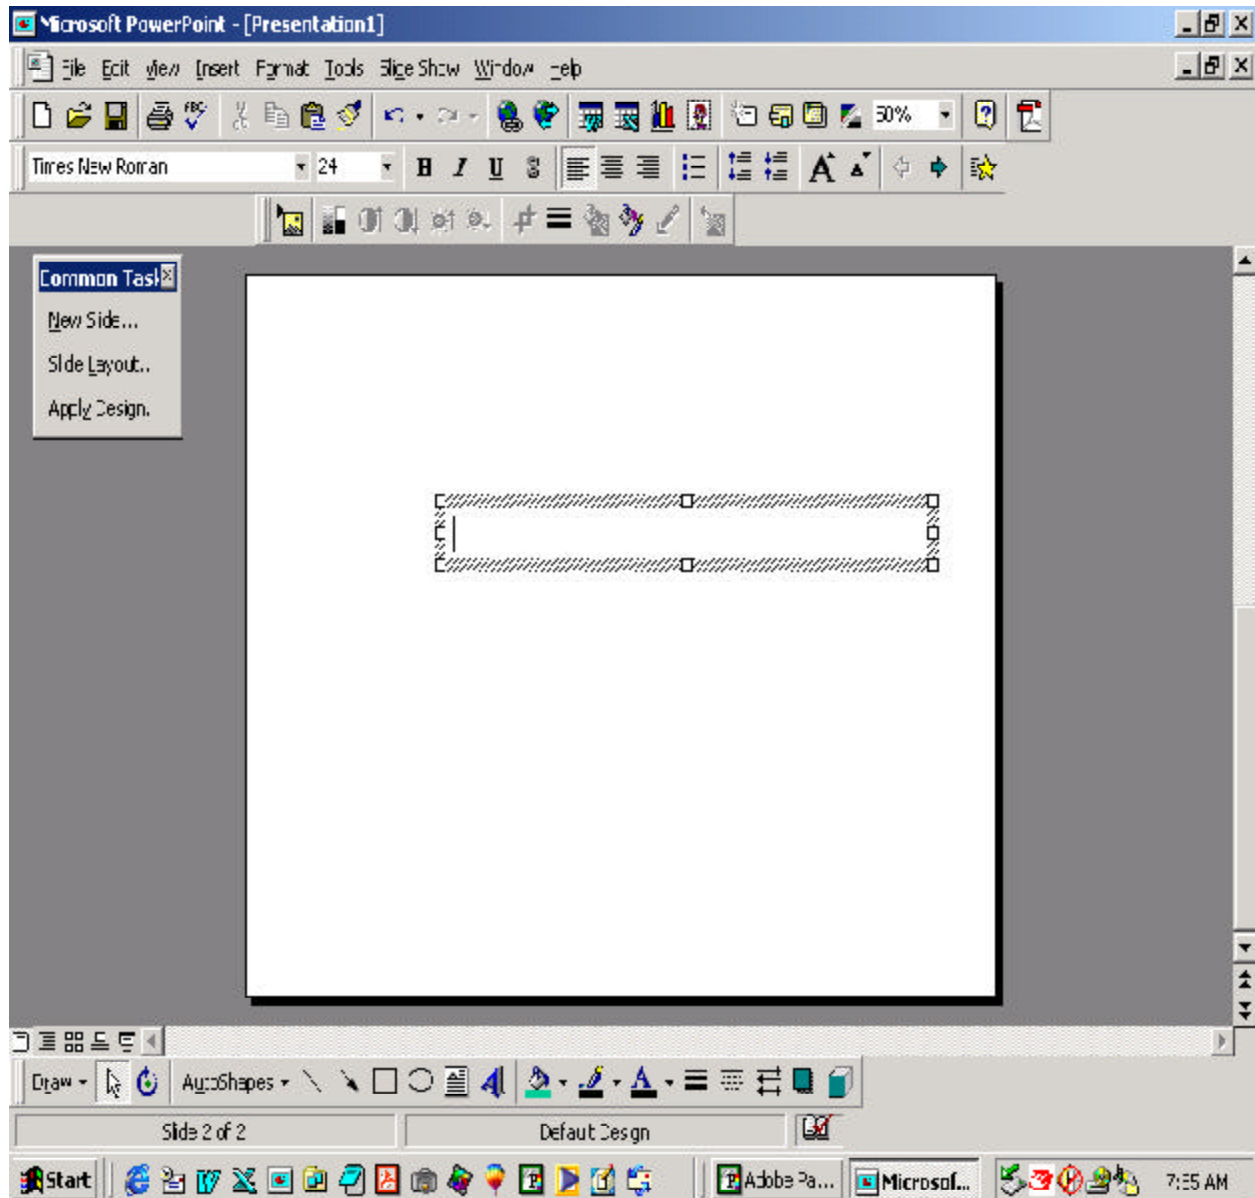 Microsoft PowerPoint - [Presentation1]
File Edit View Insert Format Tools Slide Show Window Help
ABC 50%
Times New Roman 24 B I U S A A
Common Task
New Slide...
Slide Layout..
Apply Design.
Draw AutoShapes A A
Slide 2 of 2 Default Design
Start Adobe Pa... Microsof... 7:55 AM